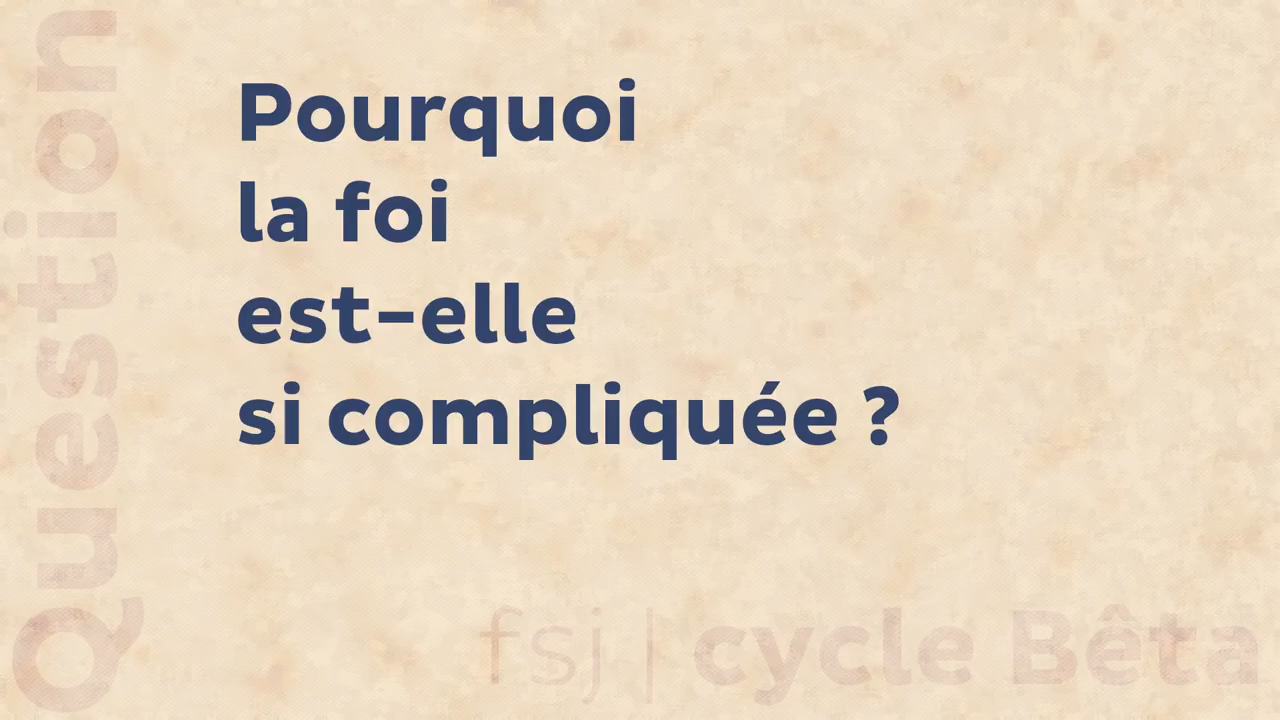 Question
Pourquoi
la foi
est-elle
si compliquée ?
fsj | cycle Bêta